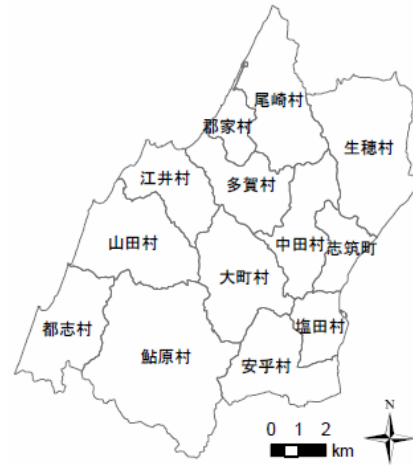 尾崎村
郡家村
生穂村
江井村
多賀村
山田村
中田村
志筑町
大町村
都志村
塩田村
鮎原村
安乎村
N
0 1 2
km